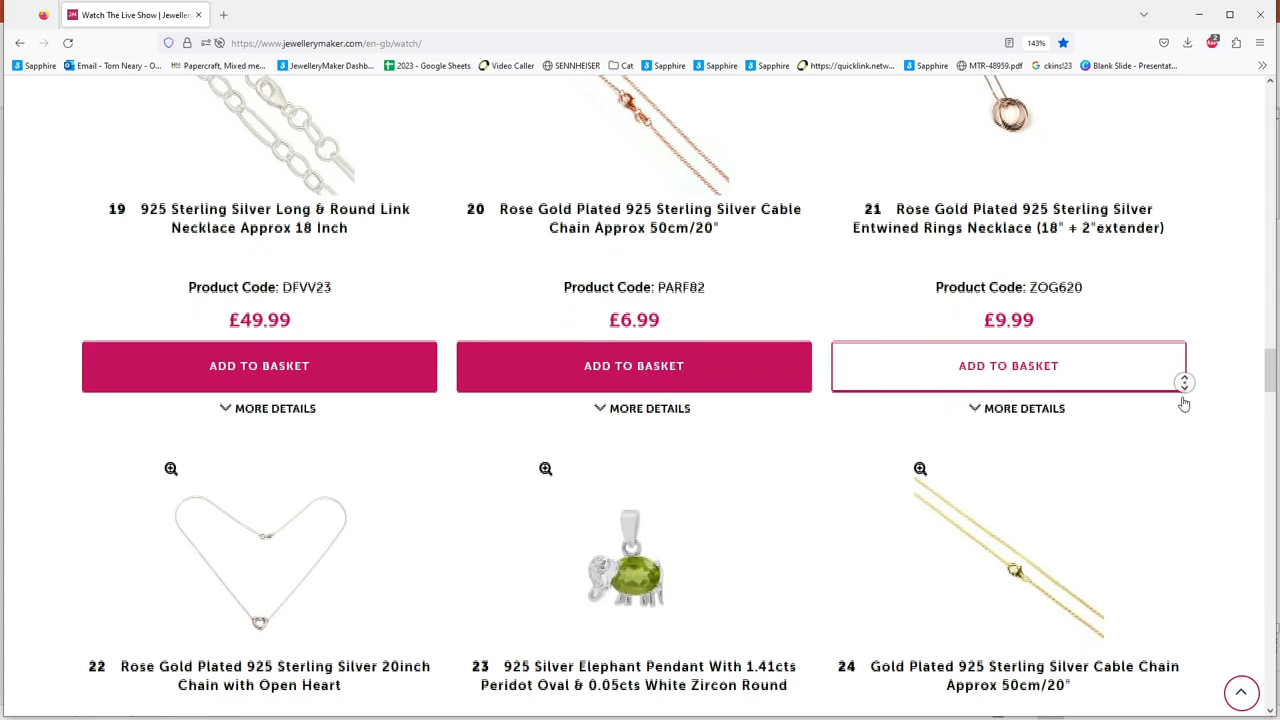 Watch The Live Show | Jeweller
https://www.jewellerymaker.com/en-gb/watch/
143%
2
Sapphire
Email - Tom Neary - O...
Papercraft, Mixed me...
JewelleryMaker Dashb...
2023 - Google Sheets
Video Caller
SENNHEISER
Cat
Sapphire
Sapphire
Sapphire
https://quicklink.netw...
Sapphire
MTR-48959.pdf
ckins!23
Blank Slide - Presentat...
19 925 Sterling Silver Long & Round Link
Necklace Approx 18 Inch
Product Code: DFVV23
£49.99
ADD TO BASKET
MORE DETAILS
20 Rose Gold Plated 925 Sterling Silver Cable
Chain Approx 50cm/20"
Product Code: PARF82
£6.99
ADD TO BASKET
MORE DETAILS
21 Rose Gold Plated 925 Sterling Silver
Entwined Rings Necklace (18" + 2"extender)
Product Code: ZOG620
£9.99
ADD TO BASKET
MORE DETAILS
22 Rose Gold Plated 925 Sterling Silver 20inch
Chain with Open Heart
23 925 Silver Elephant Pendant With 1.41cts
Peridot Oval & 0.05cts White Zircon Round
24 Gold Plated 925 Sterling Silver Cable Chain
Approx 50cm/20"